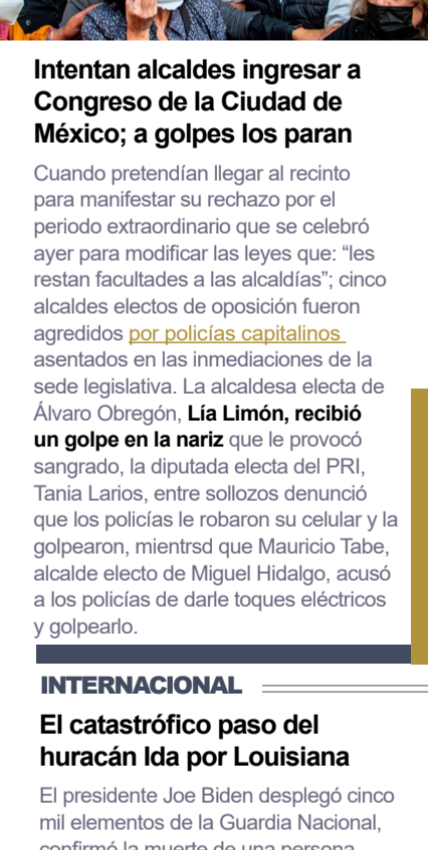 Intentan alcaldes ingresar a
Congreso de la Ciudad de
México; a golpes los paran
Cuando pretendían llegar al recinto
para manifestar su rechazo por el
periodo extraordinario que se celebró
ayer para modificar las leyes que: “les
restan facultades a las alcaldías”; cinco
alcaldes electos de oposición fueron
agredidos por policías capitalinos
asentados en las inmediaciones de la
sede legislativa. La alcaldesa electa de
Álvaro Obregón, Lía Limón, recibió
un golpe en la nariz que le provocó
sangrado, la diputada electa del PRI,
Tania Larios, entre sollozos denunció
que los policías le robaron su celular y la
golpearon, mientrsd que Mauricio Tabe,
alcalde electo de Miguel Hidalgo, acusó
a los policías de darle toques eléctricos
y golpearlo.
INTERNACIONAL
El catastrófico paso del
huracán Ida por Louisiana
El presidente Joe Biden desplegó cinco
mil elementos de la Guardia Nacional,
confirmó la muerte de una persona